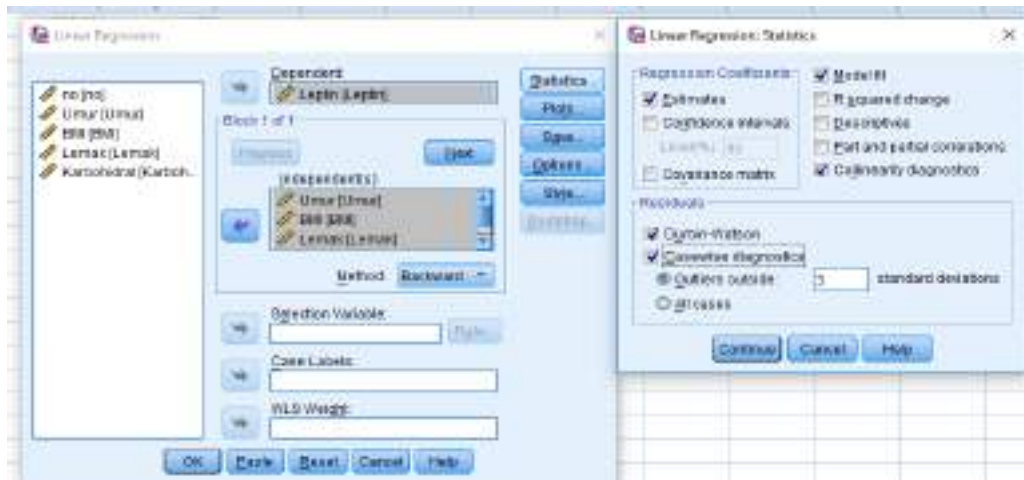 Linear Regression
Dependent:
Leptin [Leptin]
no [no]
Umur [Umur]
BMI [BMI]
Lemak [Lemak]
Karbohidrat [Karboh...
Block 1 of 1
Previous
Next
Independent(s):
Umur [Umur]
BMI [BMI]
Lemak [Lemak]
Method: Backward
Selection Variable:
Rule...
Case Labels:
WLS Weight:
Statistics...
Plots...
Save...
Options...
Style...
Bootstrap...
OK Paste Reset Cancel Help
Linear Regression: Statistics
Regression Coefficients
Estimates
Confidence intervals
Level(%):
Covariance matrix
Model fit
R squared change
Descriptives
Part and partial correlations
Collinearity diagnostics
Residuals
Durbin-Watson
Casewise diagnostics
Outliers outside: 3 standard deviations
All cases
Continue Cancel Help